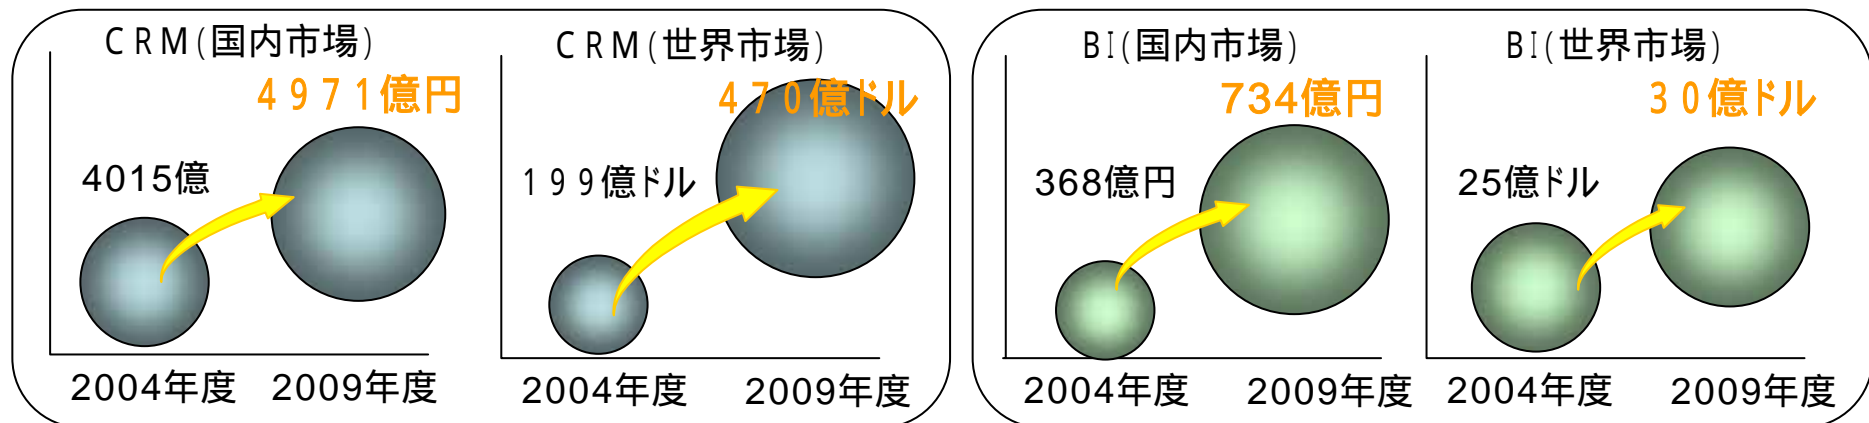 CRM(国内市場)
4971億円
4015億
2004年度 2009年度
CRM(世界市場)
470億ドル
199億ドル
2004年度 2009年度
BI(国内市場)
734億円
368億円
2004年度 2009年度
BI(世界市場)
30億ドル
25億ドル
2004年度 2009年度